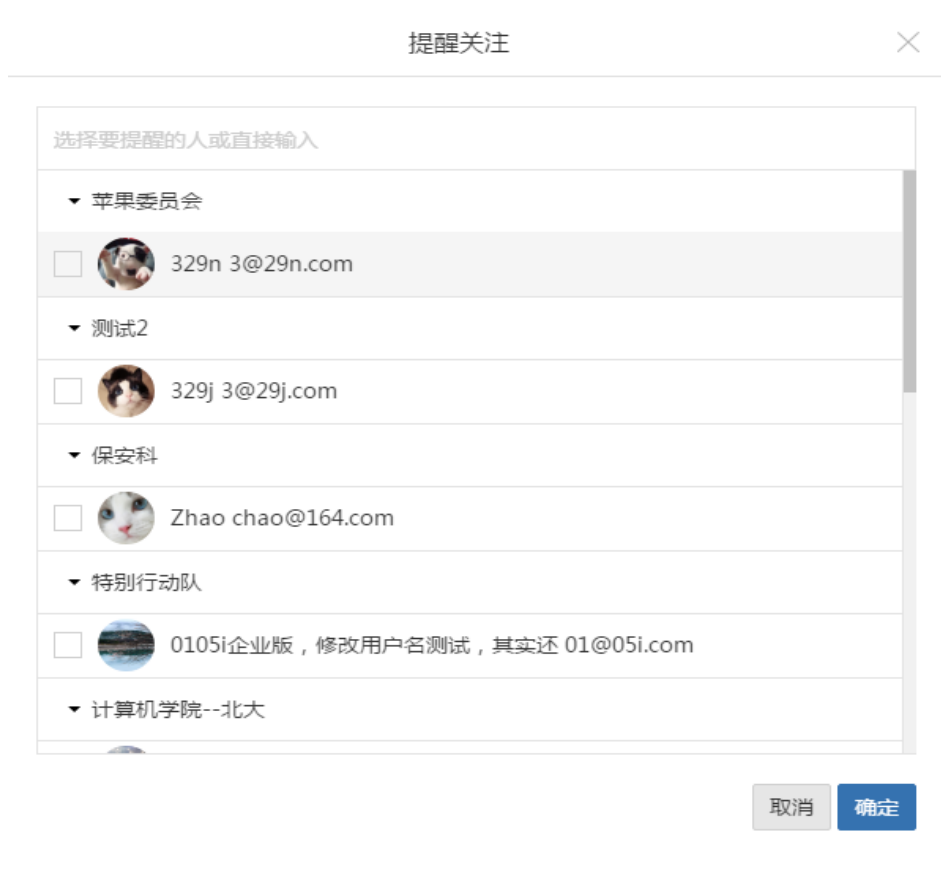 提醒关注
选择要提醒的人或直接输入
苹果委员会
329n 3@29n.com
测试2
329j 3@29j.com
保安科
Zhao chao@164.com
特别行动队
0105i企业版，修改用户名测试，其实还 01@05i.com
计算机学院--北大
取消 确定